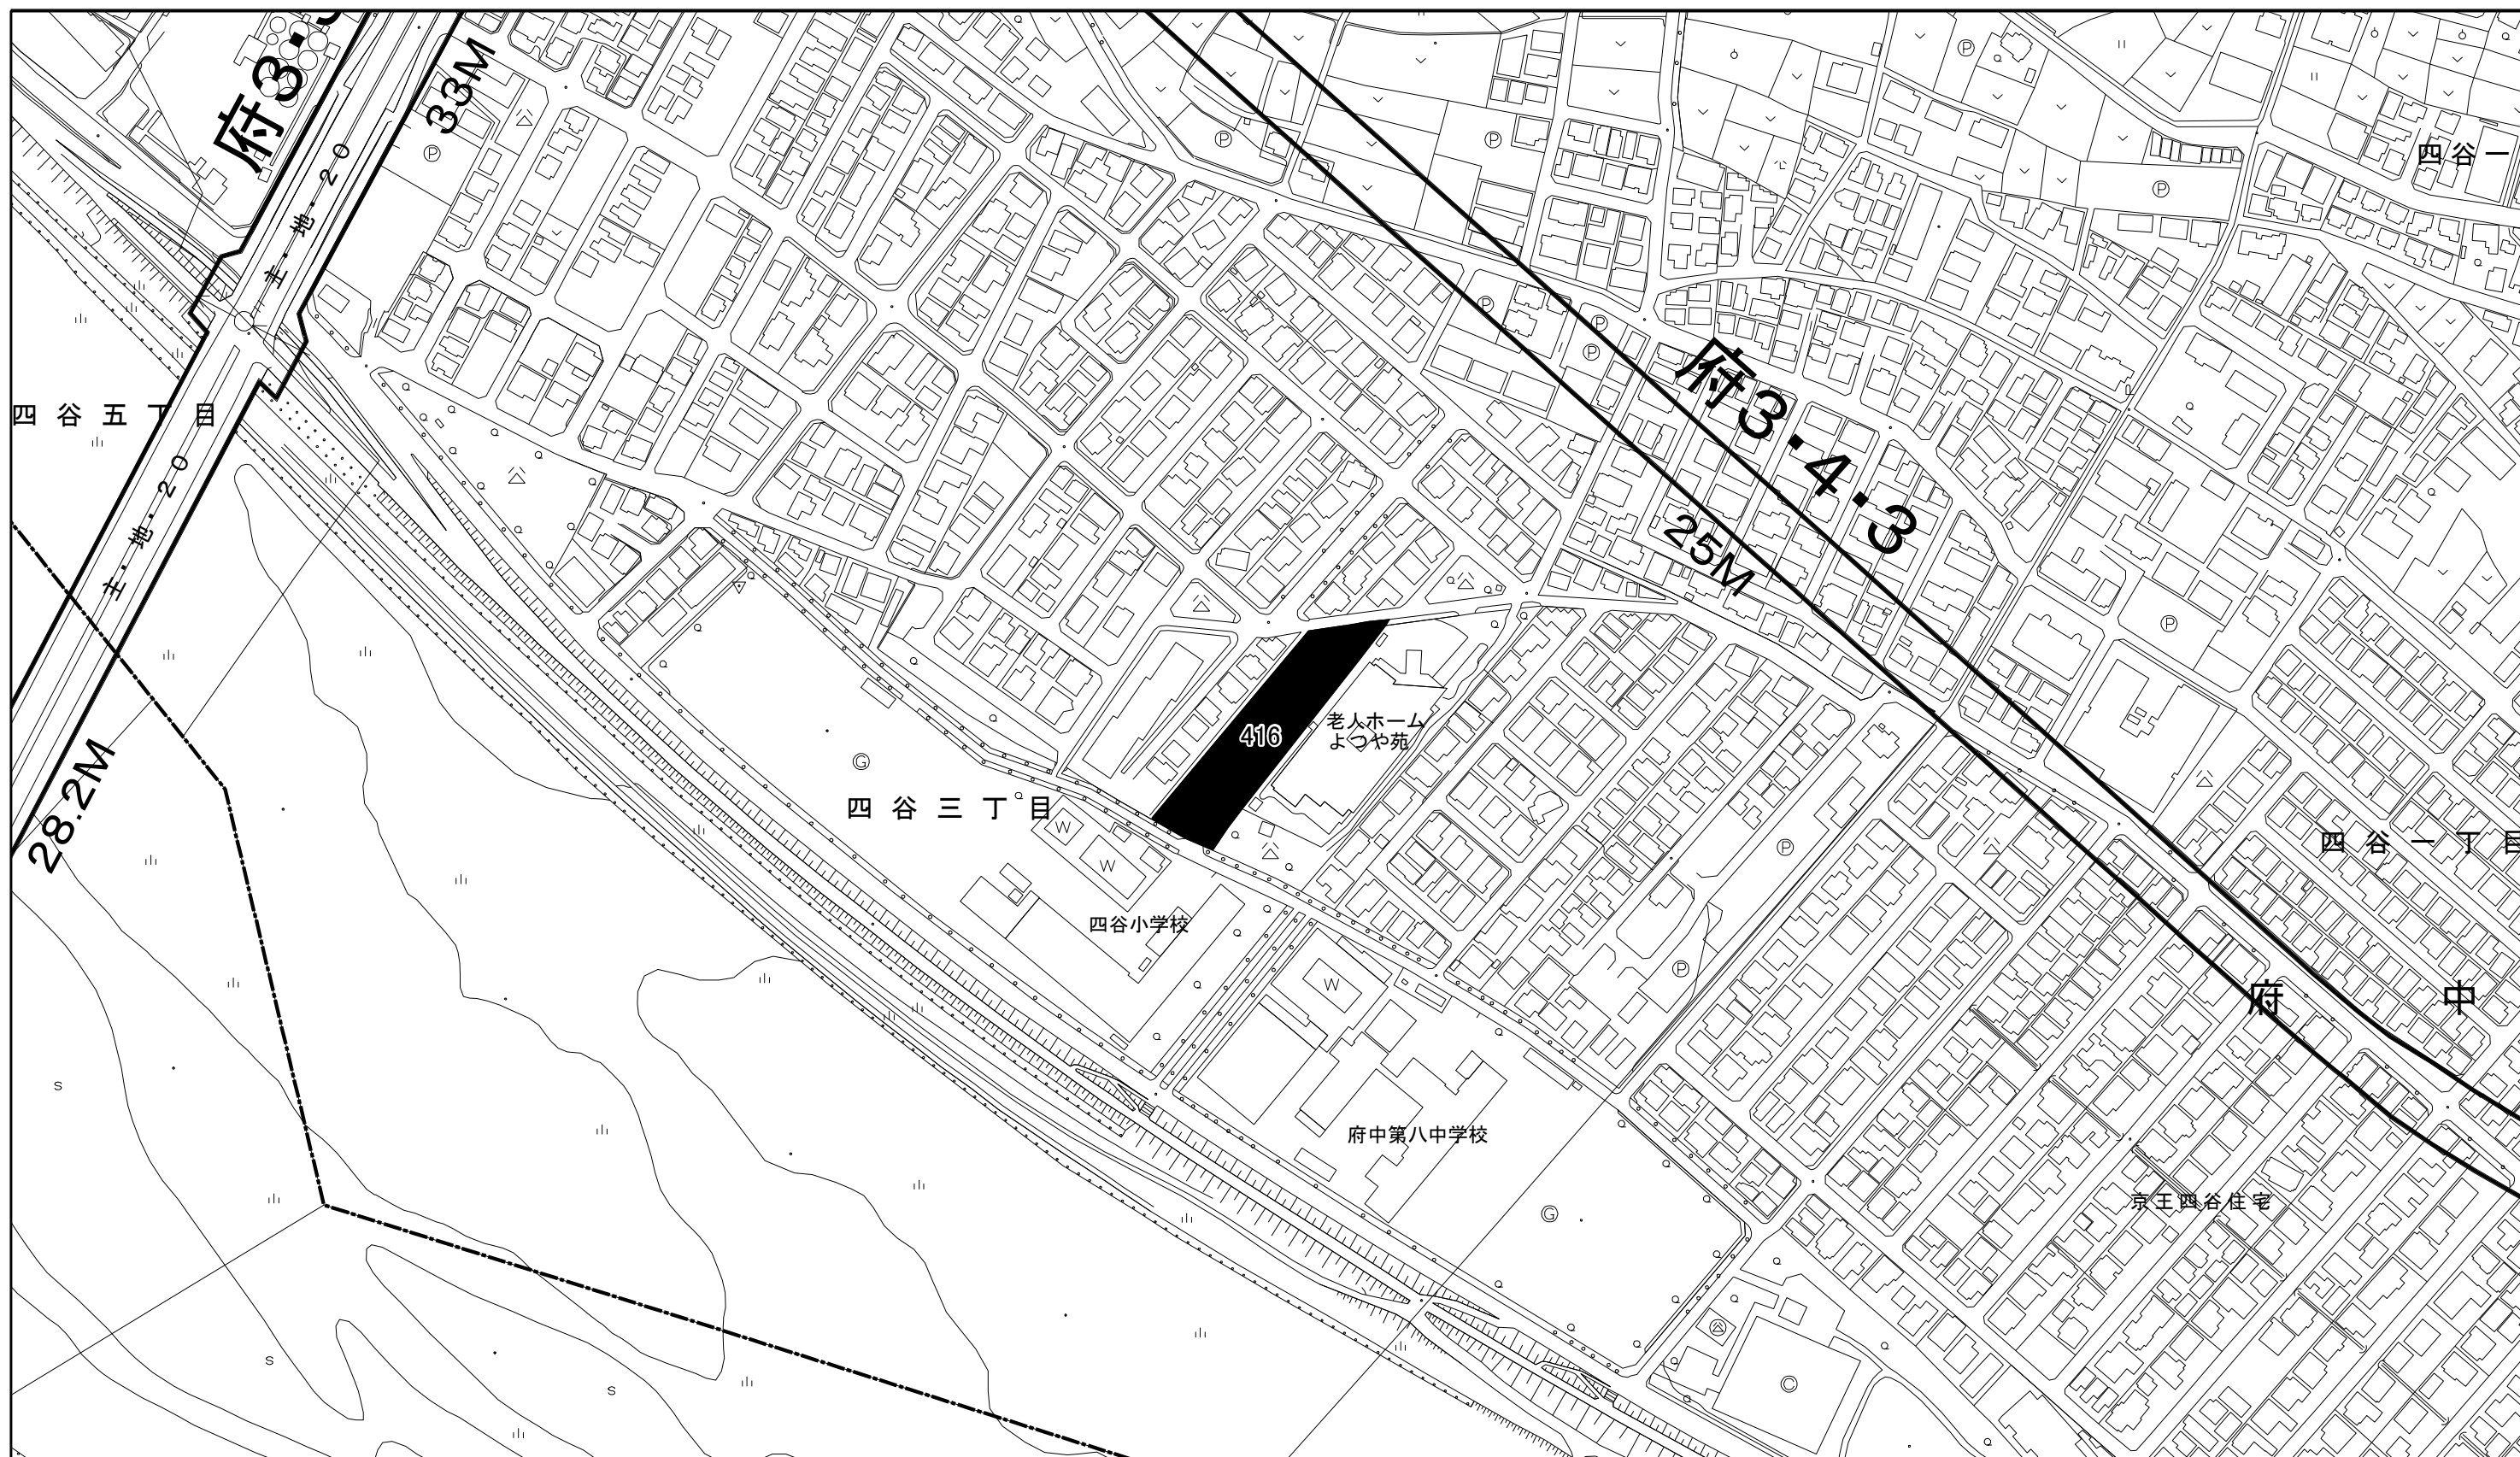 府3・3
33M
主・地・20
四谷一
四谷五丁目
主・地・20
28.2M
府3・4・3
25M
416
老人ホーム
よつや苑
四谷三丁目
四谷小学校
四谷一丁目
府中
府中第八中学校
京王四谷住宅